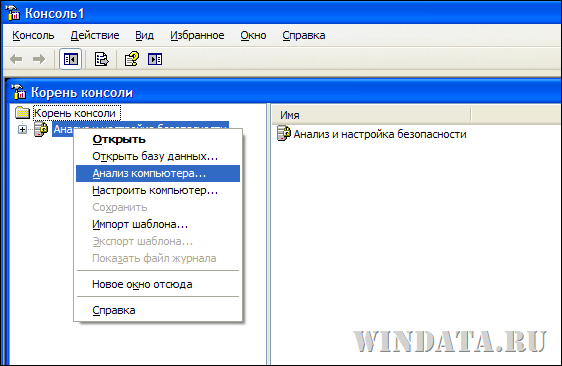 Консоль1
Консоль Действие Вид Избранное Окно Справка
Корень консоли
Корень консоли
Анализ и настройка безопасности
Имя
Анализ и настройка безопасности
Открыть
Открыть базу данных...
Анализ компьютера...
Настроить компьютер...
Сохранить
Импорт шаблона...
Экспорт шаблона...
Показать файл журнала
Новое окно отсюда
Справка
WINDATA.RU